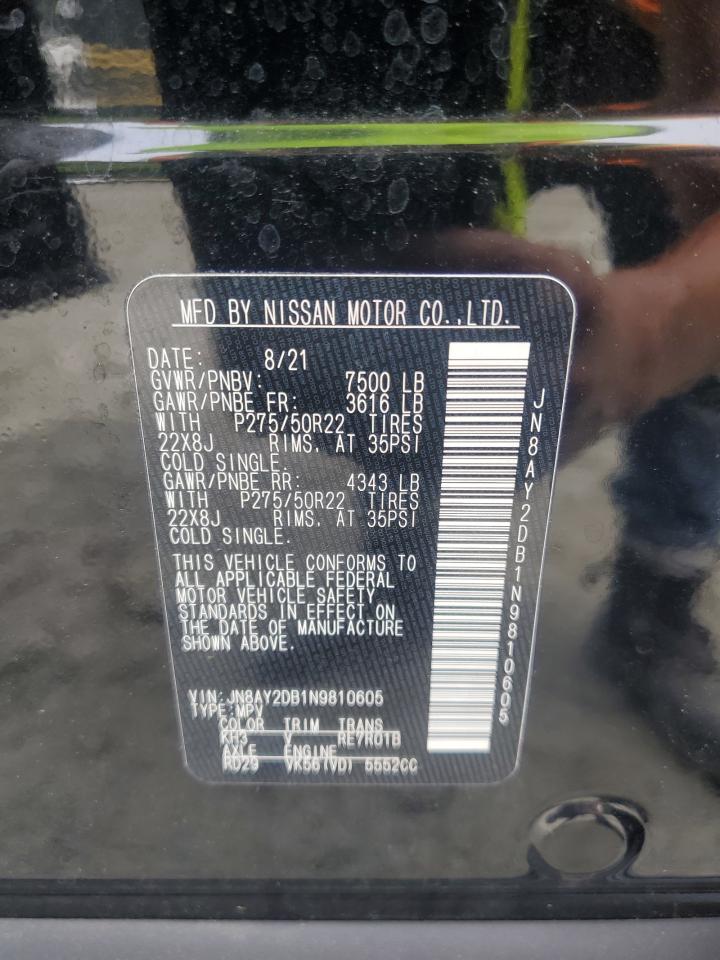 MFD BY NISSAN MOTOR CO.,LTD.
DATE: 8/21
GVWR/PNBV: 7500 LB
GAWR/PNBE FR: 3616 LB
WITH P275/50R22 TIRES
22X8J RIMS. AT 35PSI
COLD SINGLE.
GAWR/PNBE RR: 4343 LB
WITH P275/50R22 TIRES
22X8J RIMS. AT 35PSI
COLD SINGLE.
THIS VEHICLE CONFORMS TO
ALL APPLICABLE FEDERAL
MOTOR VEHICLE SAFETY
STANDARDS IN EFFECT ON
THE DATE OF MANUFACTURE
SHOWN ABOVE.
VIN:JN8AY2DB1N9810605
TYPE:MPV
COLOR TRIM TRANS
KH3 V RE7R01B
AXLE ENGINE
RD29 VK56(VD) 5552CC
JN8AY2DB1N9810605